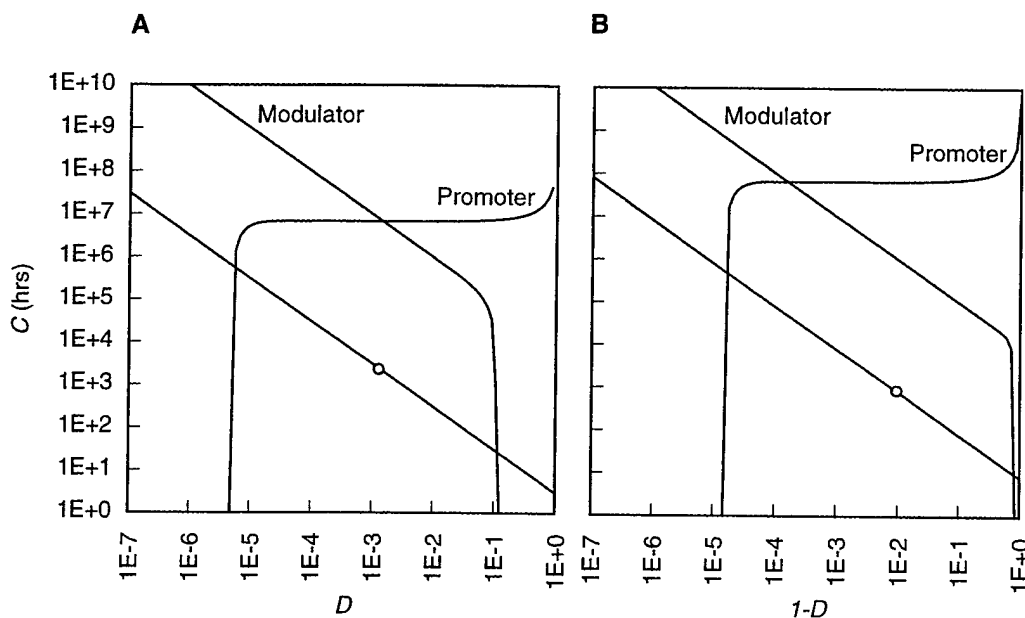 A
B
1E+10
1E+9
1E+8
1E+7
1E+6
1E+5
1E+4
1E+3
1E+2
1E+1
1E+0
C (hrs)
Modulator
Promoter
1E-7
1E-6
1E-5
1E-4
1E-3
1E-2
1E-1
1E+0
D
Modulator
Promoter
1E-7
1E-6
1E-5
1E-4
1E-3
1E-2
1E-1
1E+0
1-D